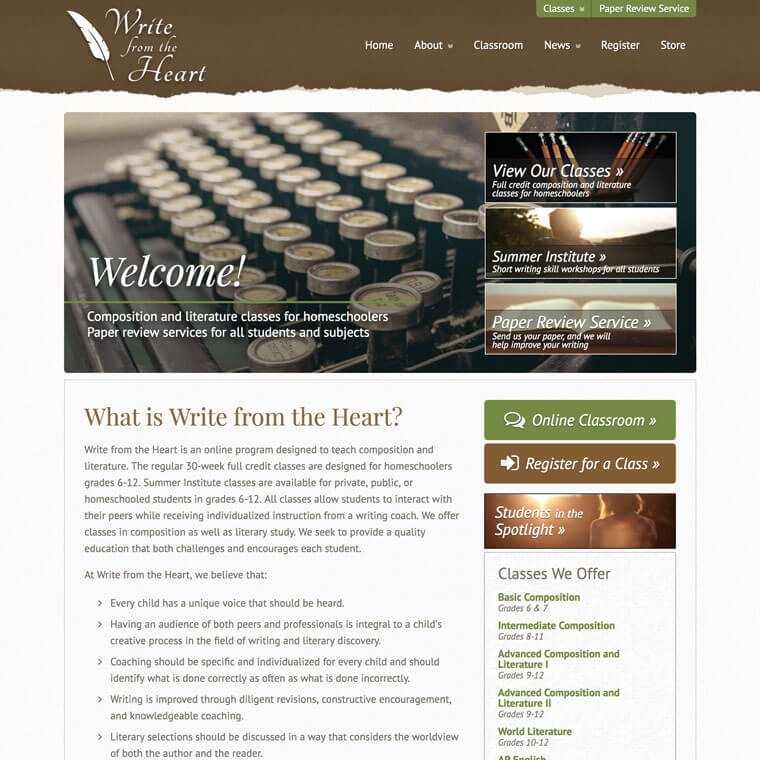 Write
from the
Heart
Classes
Paper Review Service
Home
About
Classroom
News
Register
Store
Welcome!
Composition and literature classes for homeschoolers
Paper review services for all students and subjects
View Our Classes »
Full credit composition and literature
classes for homeschoolers
Summer Institute »
Short writing skill workshops for all students
Paper Review Service »
Send us your paper, and we will
help improve your writing
What is Write from the Heart?
Write from the Heart is an online program designed to teach composition and
literature. The regular 30-week full credit classes are designed for homeschoolers
grades 6-12. Summer Institute classes are available for private, public, or
homeschooled students in grades 6-12. All classes allow students to interact with
their peers while receiving individualized instruction from a writing coach. We offer
classes in composition as well as literary study. We seek to provide a quality
education that both challenges and encourages each student.
At Write from the Heart, we believe that:
Every child has a unique voice that should be heard.
Having an audience of both peers and professionals is integral to a child's
creative process in the field of writing and literary discovery.
Coaching should be specific and individualized for every child and should
identify what is done correctly as often as what is done incorrectly.
Writing is improved through diligent revisions, constructive encouragement,
and knowledgeable coaching.
Literary selections should be discussed in a way that considers the worldview
of both the author and the reader.
Online Classroom »
Register for a Class »
Students in the
Spotlight »
Classes We Offer
Basic Composition
Grades 6 & 7
Intermediate Composition
Grades 8-11
Advanced Composition and
Literature I
Grades 9-12
Advanced Composition and
Literature II
Grades 9-12
World Literature
Grades 10-12
AP English